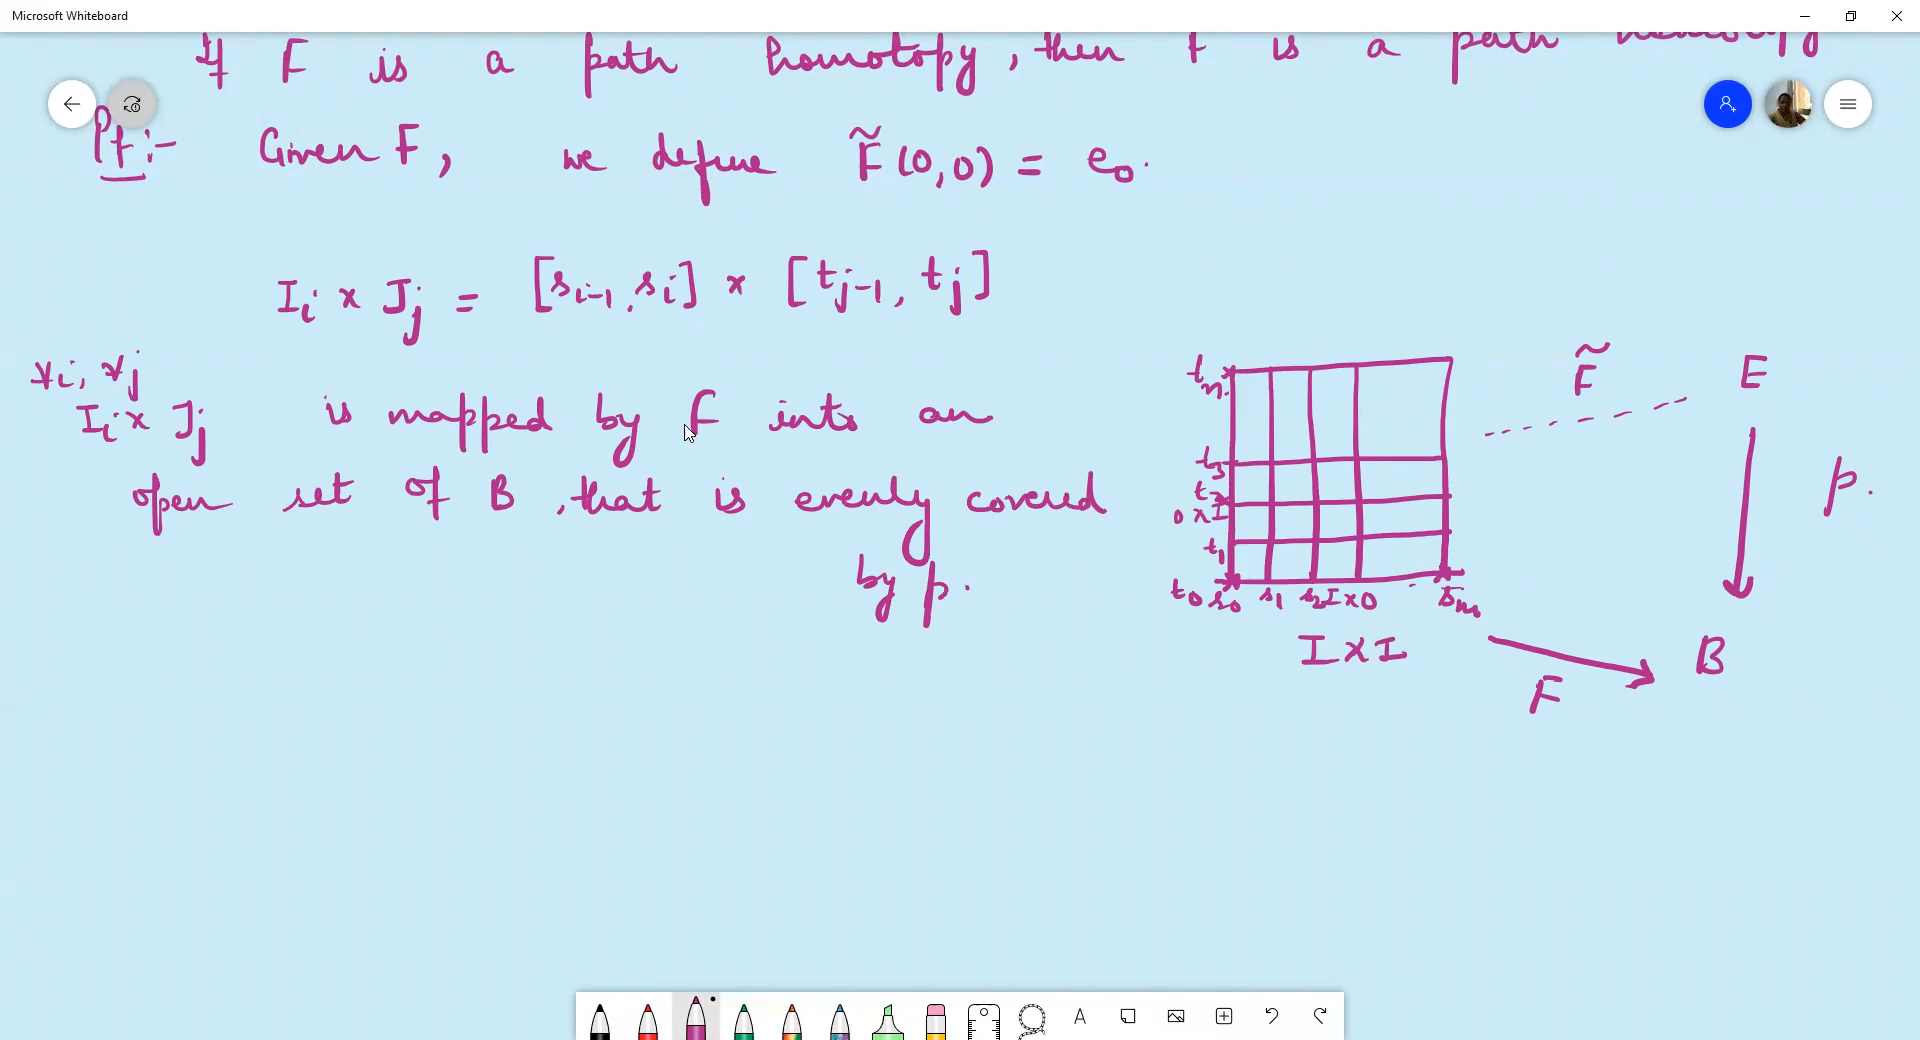 Microsoft Whiteboard
If F is a path homotopy, then F is a path homotopy
Pf:- Given F, we define F̃(0,0) = e₀.
Iᵢ × Jⱼ = [sᵢ₋₁, sᵢ] × [tⱼ₋₁, tⱼ]
∀i, ∀j
Iᵢ × Jⱼ is mapped by F into an
open set of B, that is evenly covered
by p.
F̃ E
tₙ
t₃
t₂
0 × I
t₁
t₀ s₀ s₁ s₂ I×0 sₘ
p.
I × I
B
F
A